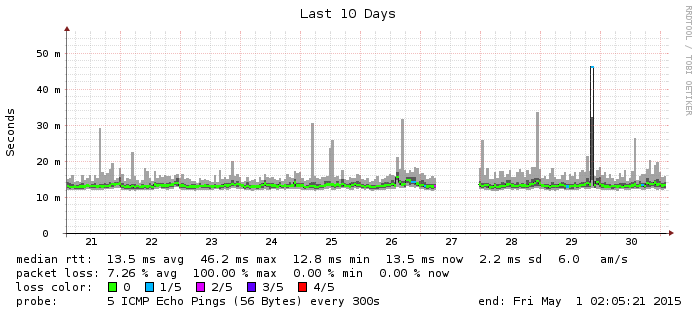 Last 10 Days
RRDTOOL / TOBI OETIKER
Seconds
50 m
40 m
30 m
20 m
10 m
0
21 22 23 24 25 26 27 28 29 30
median rtt: 13.5 ms avg 46.2 ms max 12.8 ms min 13.5 ms now 2.2 ms sd 6.0 am/s
packet loss: 7.26 % avg 100.00 % max 0.00 % min 0.00 % now
loss color: 0 1/5 2/5 3/5 4/5
probe: 5 ICMP Echo Pings (56 Bytes) every 300s end: Fri May 1 02:05:21 2015